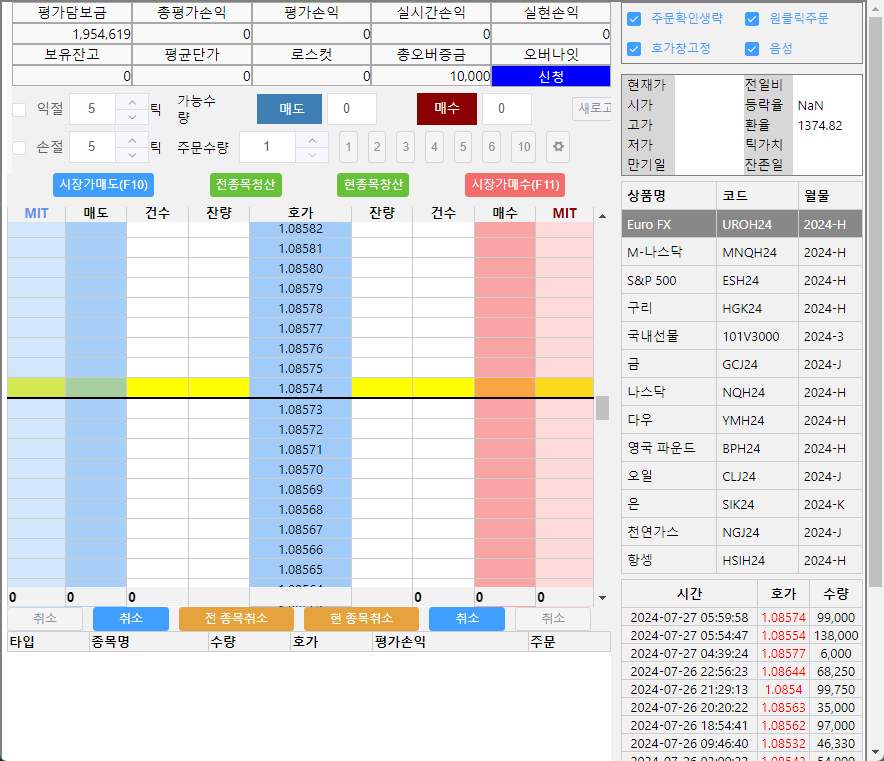 평가담보금 총평가손익 평가손익 실시간손익 실현손익
1,954,619 0 0 0 0
보유잔고 평균단가 로스컷 총오버증금 오버나잇
0 0 0 10,000 신청
익절 5 틱 가능수량 매도 0 매수 0 새로고
손절 5 틱 주문수량 1 1 2 3 4 5 6 10
시장가매도(F10) 전종목청산 현종목청산 시장가매수(F11)
MIT 매도 건수 잔량 호가 잔량 건수 매수 MIT
1.08582
1.08581
1.08580
1.08579
1.08578
1.08577
1.08576
1.08575
1.08574
1.08573
1.08572
1.08571
1.08570
1.08569
1.08568
1.08567
1.08566
1.08565
0 0 0 0 0 0
취소 취소 전 종목취소 현 종목취소 취소 취소
타입 종목명 수량 호가 평가손익 주문
주문확인생략 원클릭주문
호가창고정 음성
현재가 전일비
시가 등락율 NaN
고가 환율 1374.82
저가 틱가치
만기일 잔존일
상품명 코드 월물
Euro FX UROH24 2024-H
M-나스닥 MNQH24 2024-H
S&P 500 ESH24 2024-H
구리 HGK24 2024-H
국내선물 101V3000 2024-3
금 GCJ24 2024-J
나스닥 NQH24 2024-H
다우 YMH24 2024-H
영국 파운드 BPH24 2024-H
오일 CLJ24 2024-J
은 SIK24 2024-K
천연가스 NGJ24 2024-J
항셍 HSIH24 2024-H
시간 호가 수량
2024-07-27 05:59:58 1.08574 99,000
2024-07-27 05:54:47 1.08554 138,000
2024-07-27 04:39:24 1.08577 6,000
2024-07-26 22:56:23 1.08644 68,250
2024-07-26 21:29:13 1.0854 99,750
2024-07-26 20:20:22 1.08563 35,000
2024-07-26 18:54:41 1.08562 97,000
2024-07-26 09:46:40 1.08532 46,330